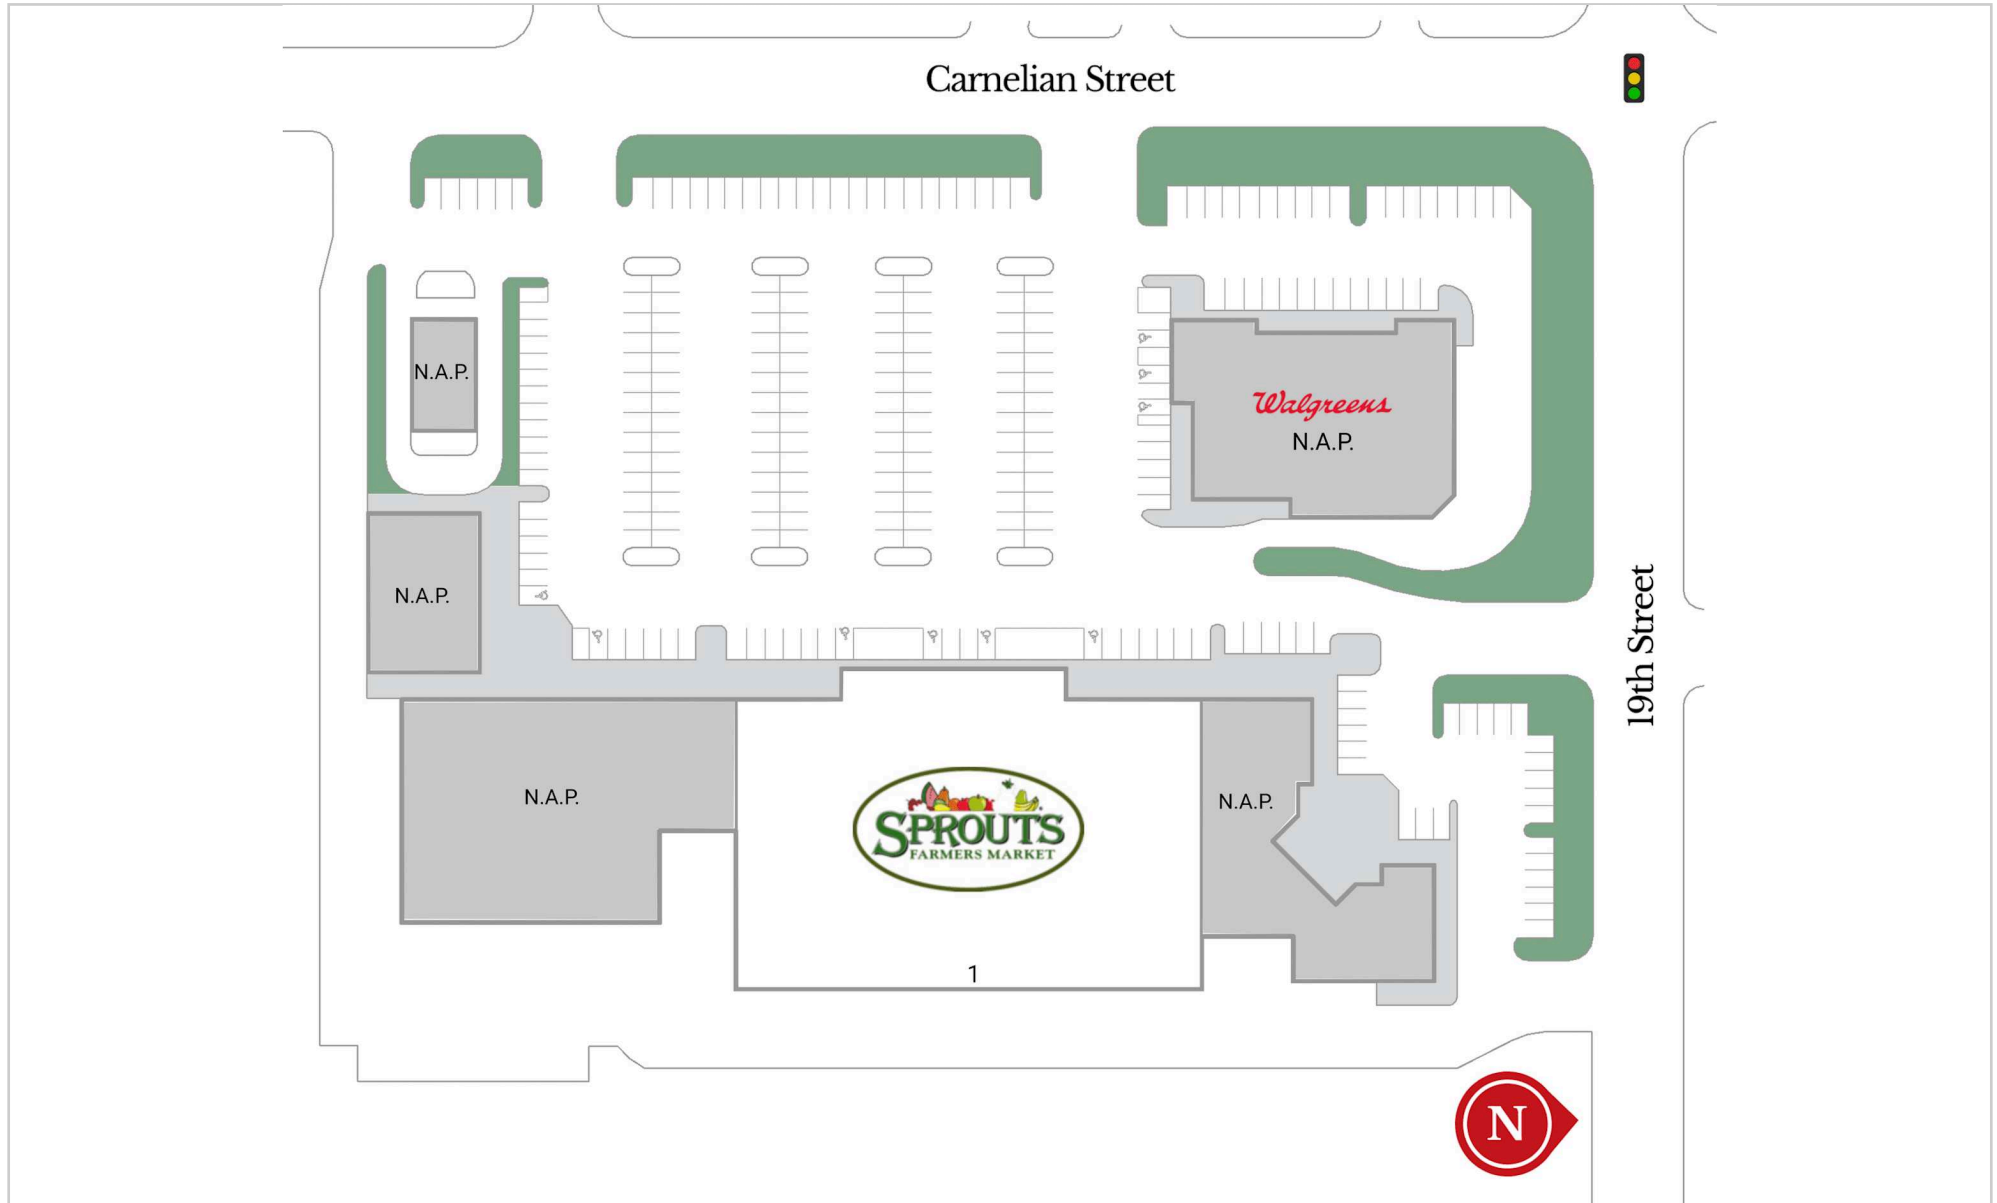 Carnelian Street
N.A.P.
Walgreens
N.A.P.
N.A.P.
19th Street
N.A.P.
SPROUTS
FARMERS MARKET
N.A.P.
1
N